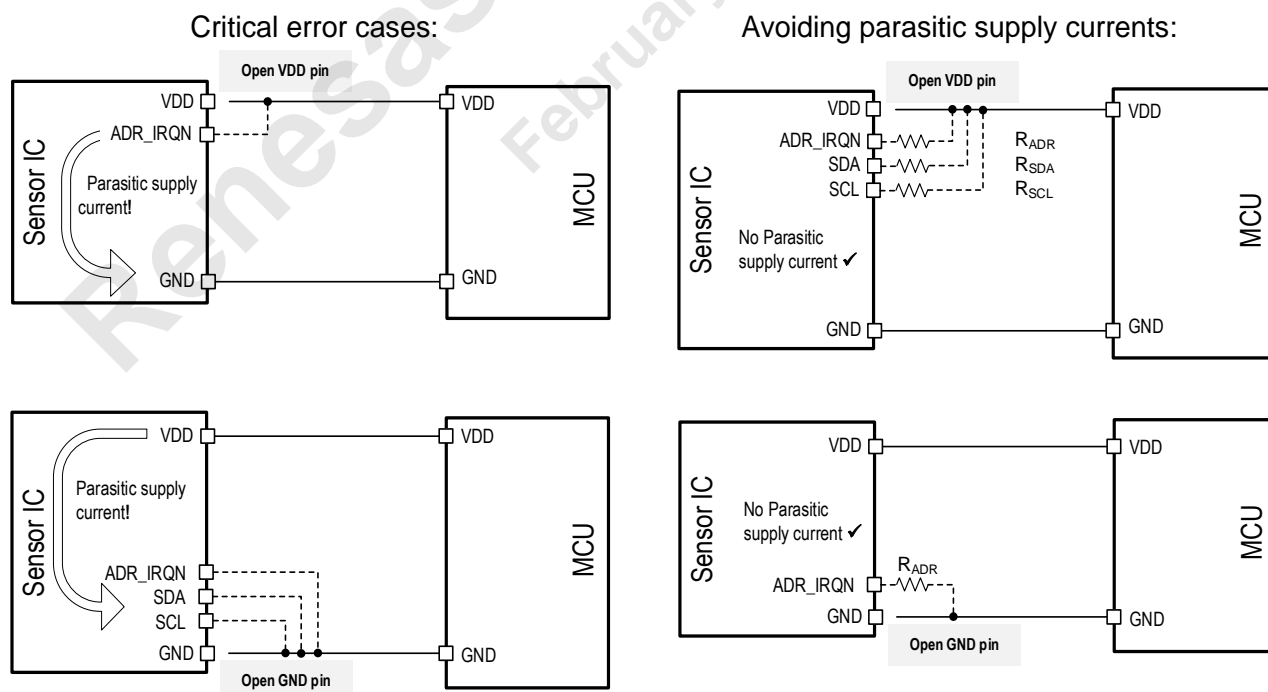 Critical error cases:
Open VDD pin
VDD
ADR_IRQN
Parasitic supply
current!
GND
Sensor IC
VDD
GND
MCU
Avoiding parasitic supply currents:
Open VDD pin
VDD
ADR_IRQN
SDA
SCL
RADR
RSDA
RSCL
No Parasitic
supply current ✓
GND
Sensor IC
VDD
GND
MCU
VDD
Parasitic supply
current!
ADR_IRQN
SDA
SCL
GND
Open GND pin
Sensor IC
VDD
GND
MCU
VDD
No Parasitic
supply current ✓
RADR
ADR_IRQN
GND
Open GND pin
Sensor IC
VDD
GND
MCU
Renesas
February